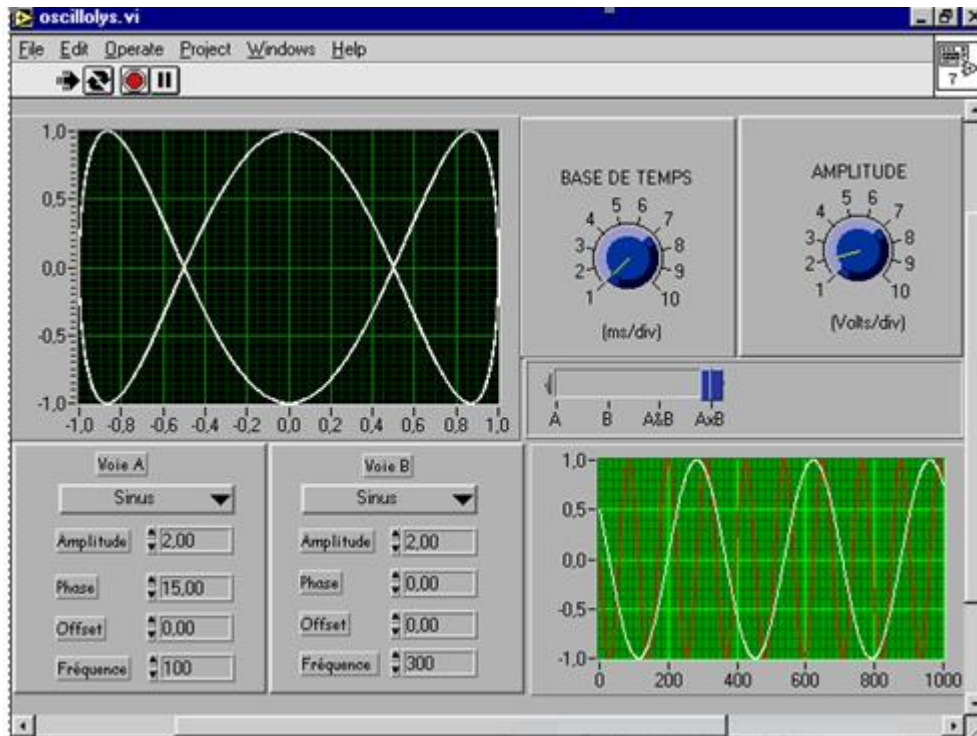 oscillolys.vi
File Edit Operate Project Windows Help
7
1,0
0,5
0,0
-0,5
-1,0
-1,0 -0,8 -0,6 -0,4 -0,2 0,0 0,2 0,4 0,6 0,8 1,0
BASE DE TEMPS
1 2 3 4 5 6 7 8 9 10
(ms/div)
AMPLITUDE
1 2 3 4 5 6 7 8 9 10
(Volts/div)
A B A&B AxB
Voie A
Sinus
Amplitude 2,00
Phase 15,00
Offset 0,00
Fréquence 100
Voie B
Sinus
Amplitude 2,00
Phase 0,00
Offset 0,00
Fréquence 300
1,0
0,5
0,0
-0,5
-1,0
0 200 400 600 800 1000